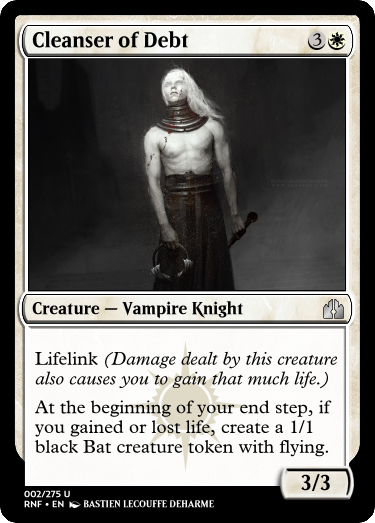 Cleanser of Debt 3
Creature — Vampire Knight
Lifelink (Damage dealt by this creature
also causes you to gain that much life.)
At the beginning of your end step, if
you gained or lost life, create a 1/1
black Bat creature token with flying.
3/3
002/275 U
RNF • EN BASTIEN LECOUFFE DEHARME